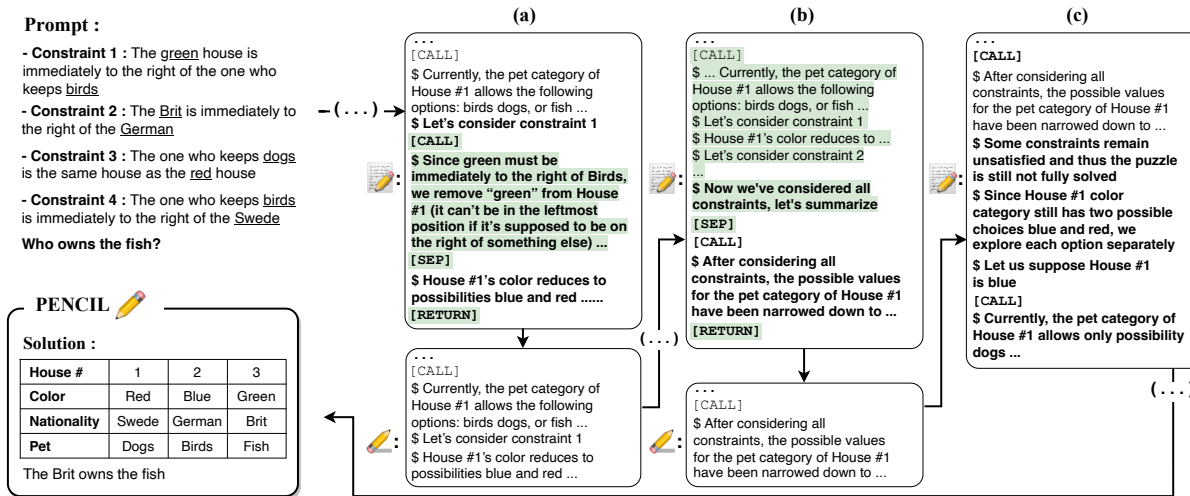 Prompt :
- Constraint 1 : The green house is
immediately to the right of the one who
keeps birds
- Constraint 2 : The Brit is immediately to
the right of the German
- Constraint 3 : The one who keeps dogs
is the same house as the red house
- Constraint 4 : The one who keeps birds
is immediately to the right of the Swede
Who owns the fish?
PENCIL
Solution :
House # 1 2 3
Color Red Blue Green
Nationality Swede German Brit
Pet Dogs Birds Fish
The Brit owns the fish
(...)
(a)
...
[CALL]
$ Currently, the pet category of
House #1 allows the following
options: birds dogs, or fish ...
$ Let's consider constraint 1
[CALL]
$ Since green must be
immediately to the right of Birds,
we remove “green” from House
#1 (it can't be in the leftmost
position if it's supposed to be on
the right of something else) ...
[SEP]
$ House #1's color reduces to
possibilities blue and red ......
[RETURN]
:
...
[CALL]
$ Currently, the pet category of
House #1 allows the following
options: birds dogs, or fish ...
$ Let's consider constraint 1
$ House #1's color reduces to
possibilities blue and red ...
:
(...)
(b)
...
[CALL]
$ ... Currently, the pet category of
House #1 allows the following
options: birds dogs, or fish ...
$ Let's consider constraint 1
$ House #1's color reduces to ...
$ Let's consider constraint 2
...
$ Now we've considered all
constraints, let's summarize
[SEP]
[CALL]
$ After considering all
constraints, the possible values
for the pet category of House #1
have been narrowed down to ...
[RETURN]
:
...
[CALL]
$ After considering all
constraints, the possible values
for the pet category of House #1
have been narrowed down to ...
:
(c)
...
[CALL]
$ After considering all
constraints, the possible values
for the pet category of House #1
have been narrowed down to ...
$ Some constraints remain
unsatisfied and thus the puzzle
is still not fully solved
$ Since House #1 color
category still has two possible
choices blue and red, we
explore each option separately
$ Let us suppose House #1
is blue
[CALL]
$ Currently, the pet category of
House #1 allows only possibility
dogs ...
:
(...)